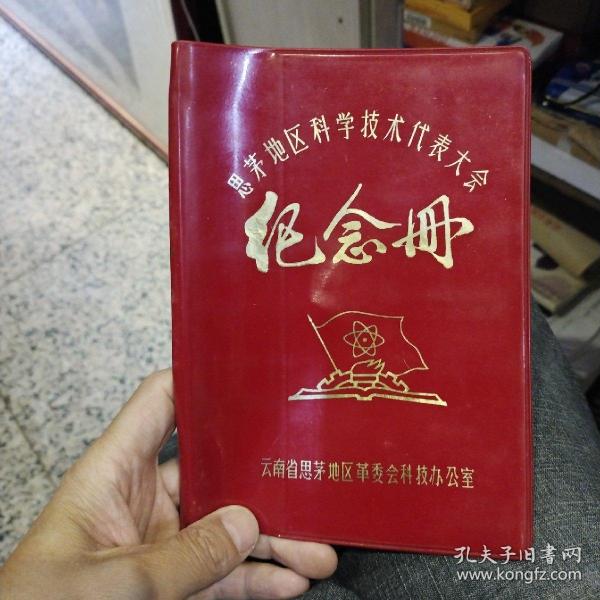 思茅地区科学技术代表大会
纪念册
云南省思茅地区革委会科技办公室
孔夫子旧书网
www.kongfz.com